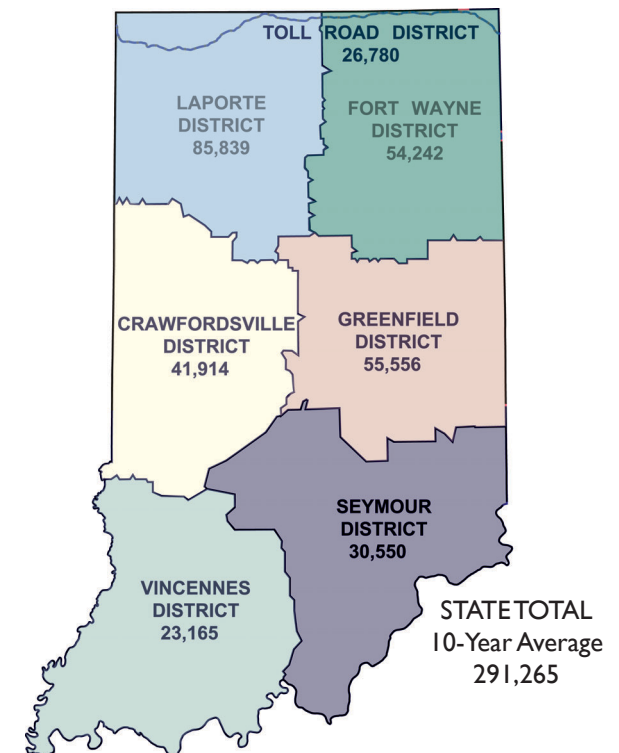 TOLL ROAD DISTRICT
26,780
LAPORTE
DISTRICT
85,839
FORT WAYNE
DISTRICT
54,242
CRAWFORDSVILLE
DISTRICT
41,914
GREENFIELD
DISTRICT
55,556
SEYMOUR
DISTRICT
30,550
VINCENNES
DISTRICT
23,165
STATE TOTAL
10-Year Average
291,265